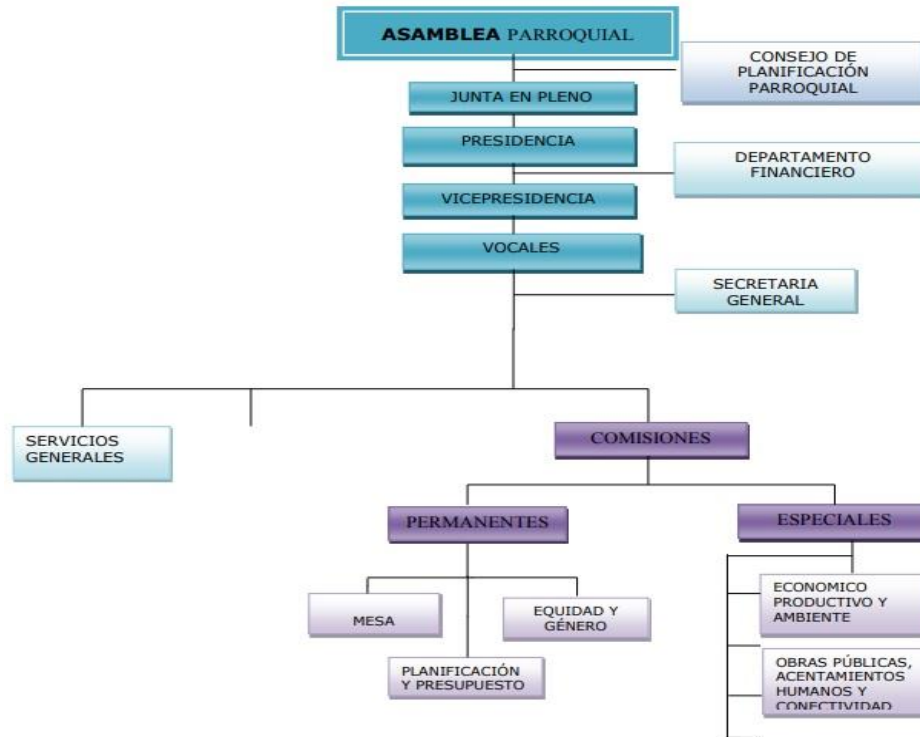 ASAMBLEA PARROQUIAL
CONSEJO DE
PLANIFICACIÓN
PARROQUIAL
JUNTA EN PLENO
PRESIDENCIA
DEPARTAMENTO
FINANCIERO
VICEPRESIDENCIA
VOCALES
SECRETARIA
GENERAL
SERVICIOS
GENERALES
COMISIONES
PERMANENTES
ESPECIALES
MESA
EQUIDAD Y
GÉNERO
PLANIFICACIÓN
Y PRESUPUESTO
ECONOMICO
PRODUCTIVO Y
AMBIENTE
OBRAS PÚBLICAS,
ACENTAMIENTOS
HUMANOS Y
CONECTIVIDAD